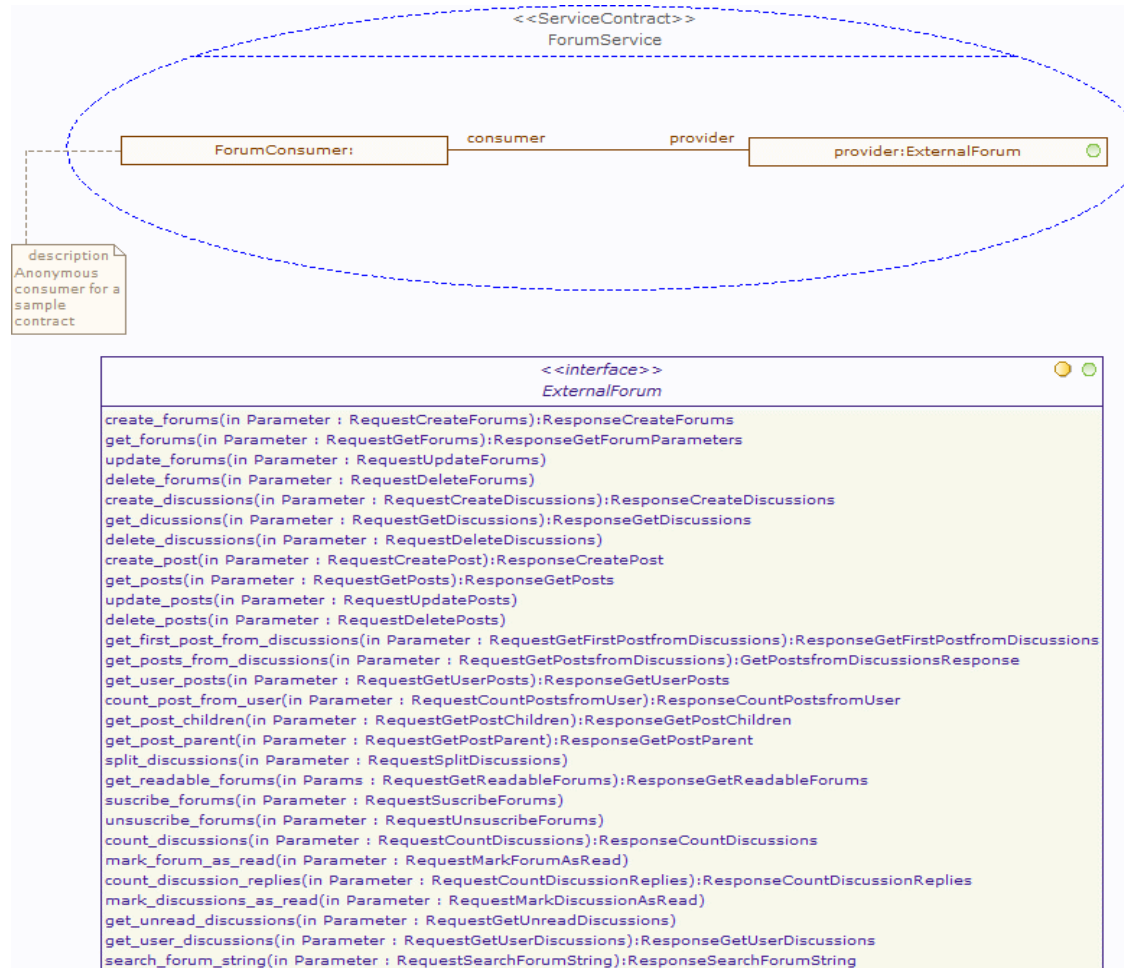 <<ServiceContract>>
ForumService
consumer
provider
ForumConsumer:
provider:ExternalForum
description
Anonymous
consumer for a
sample
contract
<<interface>>
ExternalForum
create_forums(in Parameter : RequestCreateForums):ResponseCreateForums
get_forums(in Parameter : RequestGetForums):ResponseGetForumParameters
update_forums(in Parameter : RequestUpdateForums)
delete_forums(in Parameter : RequestDeleteForums)
create_discussions(in Parameter : RequestCreateDiscussions):ResponseCreateDiscussions
get_dicussions(in Parameter : RequestGetDiscussions):ResponseGetDiscussions
delete_discussions(in Parameter : RequestDeleteDiscussions)
create_post(in Parameter : RequestCreatePost):ResponseCreatePost
get_posts(in Parameter : RequestGetPosts):ResponseGetPosts
update_posts(in Parameter : RequestUpdatePosts)
delete_posts(in Parameter : RequestDeletePosts)
get_first_post_from_discussions(in Parameter : RequestGetFirstPostfromDiscussions):ResponseGetFirstPostfromDiscussions
get_posts_from_discussions(in Parameter : RequestGetPostsfromDiscussions):GetPostsfromDiscussionsResponse
get_user_posts(in Parameter : RequestGetUserPosts):ResponseGetUserPosts
count_post_from_user(in Parameter : RequestCountPostsfromUser):ResponseCountPostsfromUser
get_post_children(in Parameter : RequestGetPostChildren):ResponseGetPostChildren
get_post_parent(in Parameter : RequestGetPostParent):ResponseGetPostParent
split_discussions(in Parameter : RequestSplitDiscussions)
get_readable_forums(in Params : RequestGetReadableForums):ResponseGetReadableForums
suscribe_forums(in Parameter : RequestSuscribeForums)
unsuscribe_forums(in Parameter : RequestUnsuscribeForums)
count_discussions(in Parameter : RequestCountDiscussions):ResponseCountDiscussions
mark_forum_as_read(in Parameter : RequestMarkForumAsRead)
count_discussion_replies(in Parameter : RequestCountDiscussionReplies):ResponseCountDiscussionReplies
mark_discussions_as_read(in Parameter : RequestMarkDiscussionAsRead)
get_unread_discussions(in Parameter : RequestGetUnreadDiscussions)
get_user_discussions(in Parameter : RequestGetUserDiscussions):ResponseGetUserDiscussions
search_forum_string(in Parameter : RequestSearchForumString):ResponseSearchForumString